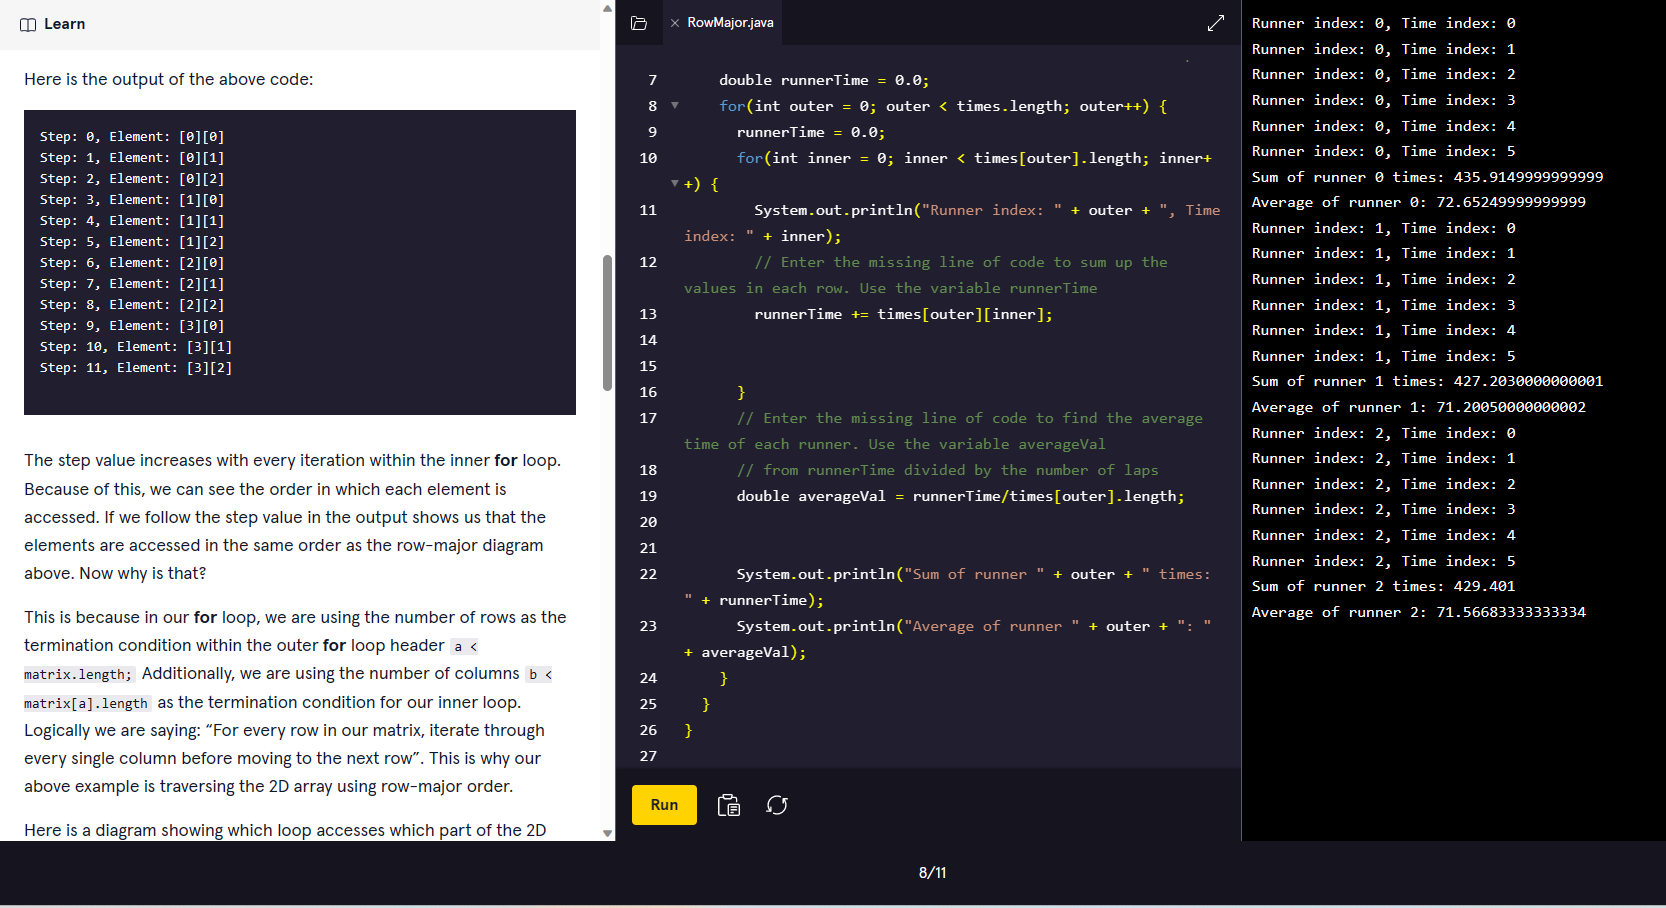 Learn
Here is the output of the above code:
Step: 0, Element: [0][0]
Step: 1, Element: [0][1]
Step: 2, Element: [0][2]
Step: 3, Element: [1][0]
Step: 4, Element: [1][1]
Step: 5, Element: [1][2]
Step: 6, Element: [2][0]
Step: 7, Element: [2][1]
Step: 8, Element: [2][2]
Step: 9, Element: [3][0]
Step: 10, Element: [3][1]
Step: 11, Element: [3][2]
The step value increases with every iteration within the inner for loop.
Because of this, we can see the order in which each element is
accessed. If we follow the step value in the output shows us that the
elements are accessed in the same order as the row-major diagram
above. Now why is that?
This is because in our for loop, we are using the number of rows as the
termination condition within the outer for loop header a <
matrix.length; Additionally, we are using the number of columns b <
matrix[a].length as the termination condition for our inner loop.
Logically we are saying: “For every row in our matrix, iterate through
every single column before moving to the next row”. This is why our
above example is traversing the 2D array using row-major order.
Here is a diagram showing which loop accesses which part of the 2D
RowMajor.java
7 double runnerTime = 0.0;
8 for(int outer = 0; outer < times.length; outer++) {
9 runnerTime = 0.0;
10 for(int inner = 0; inner < times[outer].length; inner+
+) {
11 System.out.println("Runner index: " + outer + ", Time
index: " + inner);
12 // Enter the missing line of code to sum up the
values in each row. Use the variable runnerTime
13 runnerTime += times[outer][inner];
14
15
16 }
17 // Enter the missing line of code to find the average
time of each runner. Use the variable averageVal
18 // from runnerTime divided by the number of laps
19 double averageVal = runnerTime/times[outer].length;
20
21
22 System.out.println("Sum of runner " + outer + " times:
" + runnerTime);
23 System.out.println("Average of runner " + outer + ": "
+ averageVal);
24 }
25 }
26 }
27
Run
Runner index: 0, Time index: 0
Runner index: 0, Time index: 1
Runner index: 0, Time index: 2
Runner index: 0, Time index: 3
Runner index: 0, Time index: 4
Runner index: 0, Time index: 5
Sum of runner 0 times: 435.9149999999999
Average of runner 0: 72.65249999999999
Runner index: 1, Time index: 0
Runner index: 1, Time index: 1
Runner index: 1, Time index: 2
Runner index: 1, Time index: 3
Runner index: 1, Time index: 4
Runner index: 1, Time index: 5
Sum of runner 1 times: 427.2030000000001
Average of runner 1: 71.20050000000002
Runner index: 2, Time index: 0
Runner index: 2, Time index: 1
Runner index: 2, Time index: 2
Runner index: 2, Time index: 3
Runner index: 2, Time index: 4
Runner index: 2, Time index: 5
Sum of runner 2 times: 429.401
Average of runner 2: 71.56683333333334
8/11